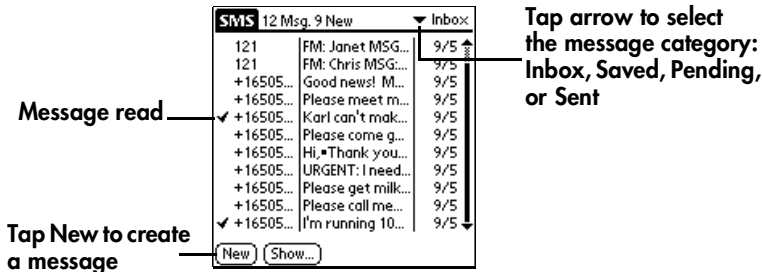 SMS 12 Msg. 9 New Inbox
121 FM: Janet MSG... 9/5
121 FM: Chris MSG:... 9/5
+16505... Good news! M... 9/5
+16505... Please meet m... 9/5
✔ +16505... Karl can't mak... 9/5
+16505... Please come g... 9/5
+16505... Hi,▪Thank you... 9/5
+16505... URGENT: I need... 9/5
+16505... Please get milk... 9/5
+16505... Please call me... 9/5
✔ +16505... I'm running 10... 9/5
New Show...
Tap arrow to select
the message category:
Inbox, Saved, Pending,
or Sent
Message read
Tap New to create
a message